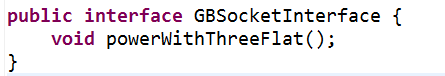 public interface GBSocketInterface {
    void powerWithThreeFlat();
}